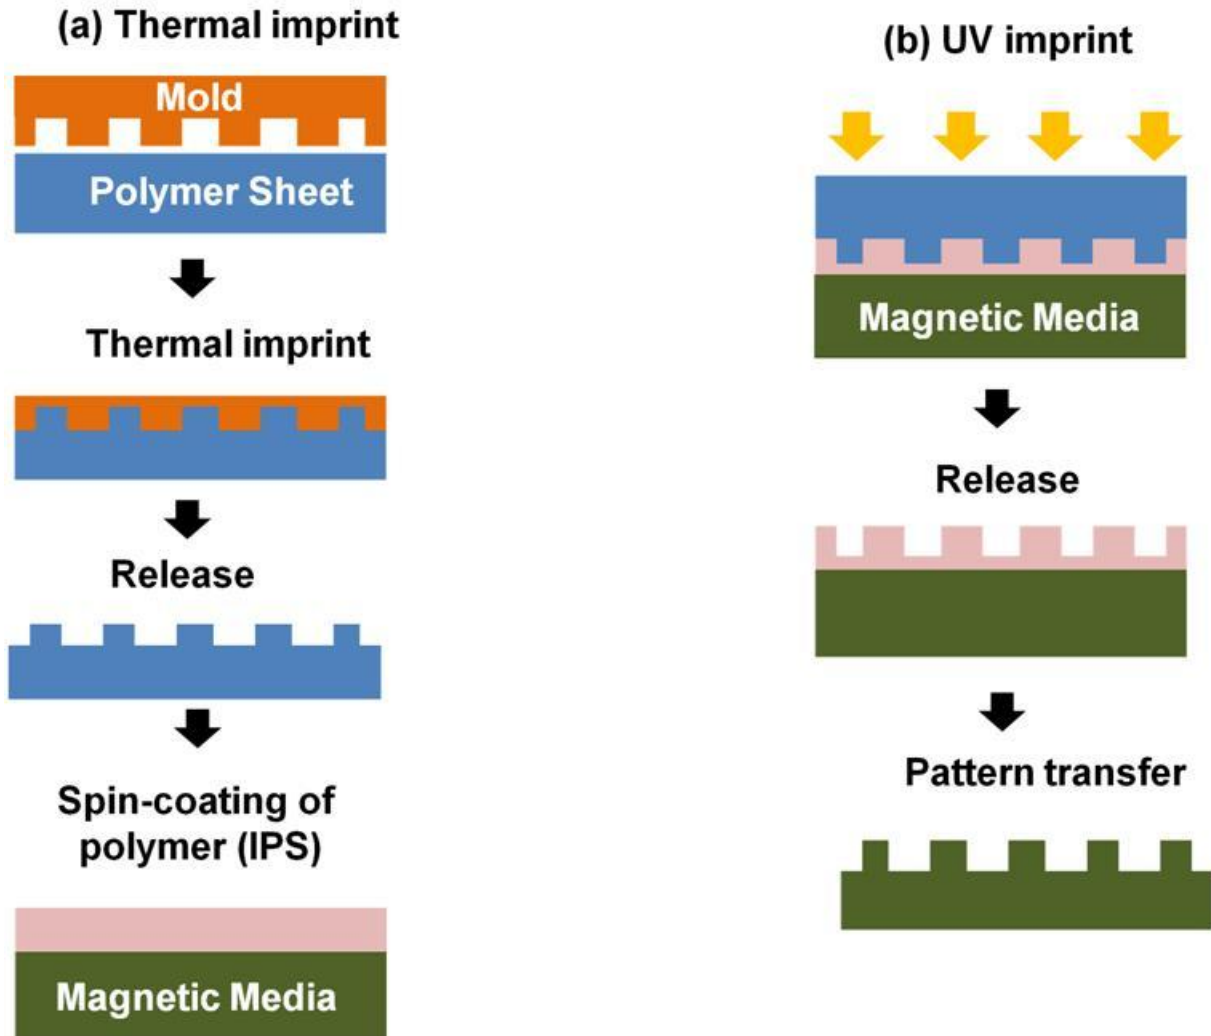 (a) Thermal imprint
Mold
Polymer Sheet
Thermal imprint
Release
Spin-coating of
polymer (IPS)
Magnetic Media
(b) UV imprint
Magnetic Media
Release
Pattern transfer